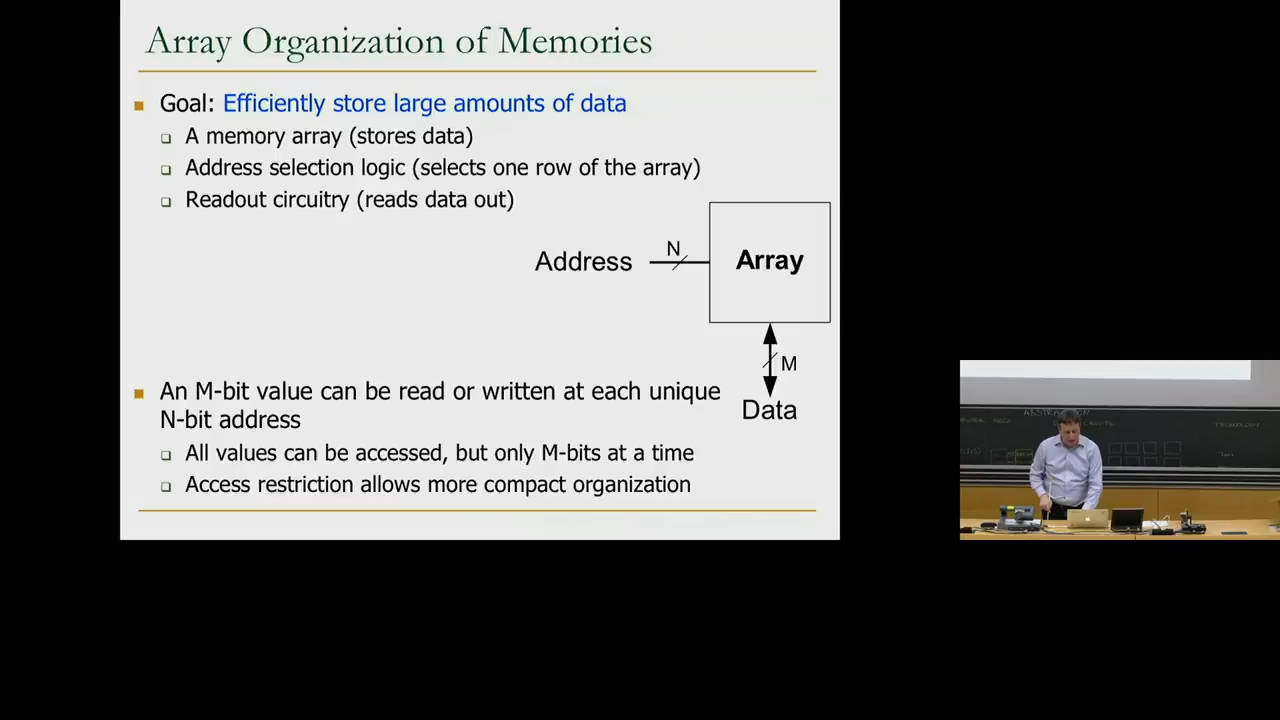 Array Organization of Memories
Goal: Efficiently store large amounts of data
A memory array (stores data)
Address selection logic (selects one row of the array)
Readout circuitry (reads data out)
Address
N
Array
M
Data
An M-bit value can be read or written at each unique
N-bit address
All values can be accessed, but only M-bits at a time
Access restriction allows more compact organization
ABSTRACTION